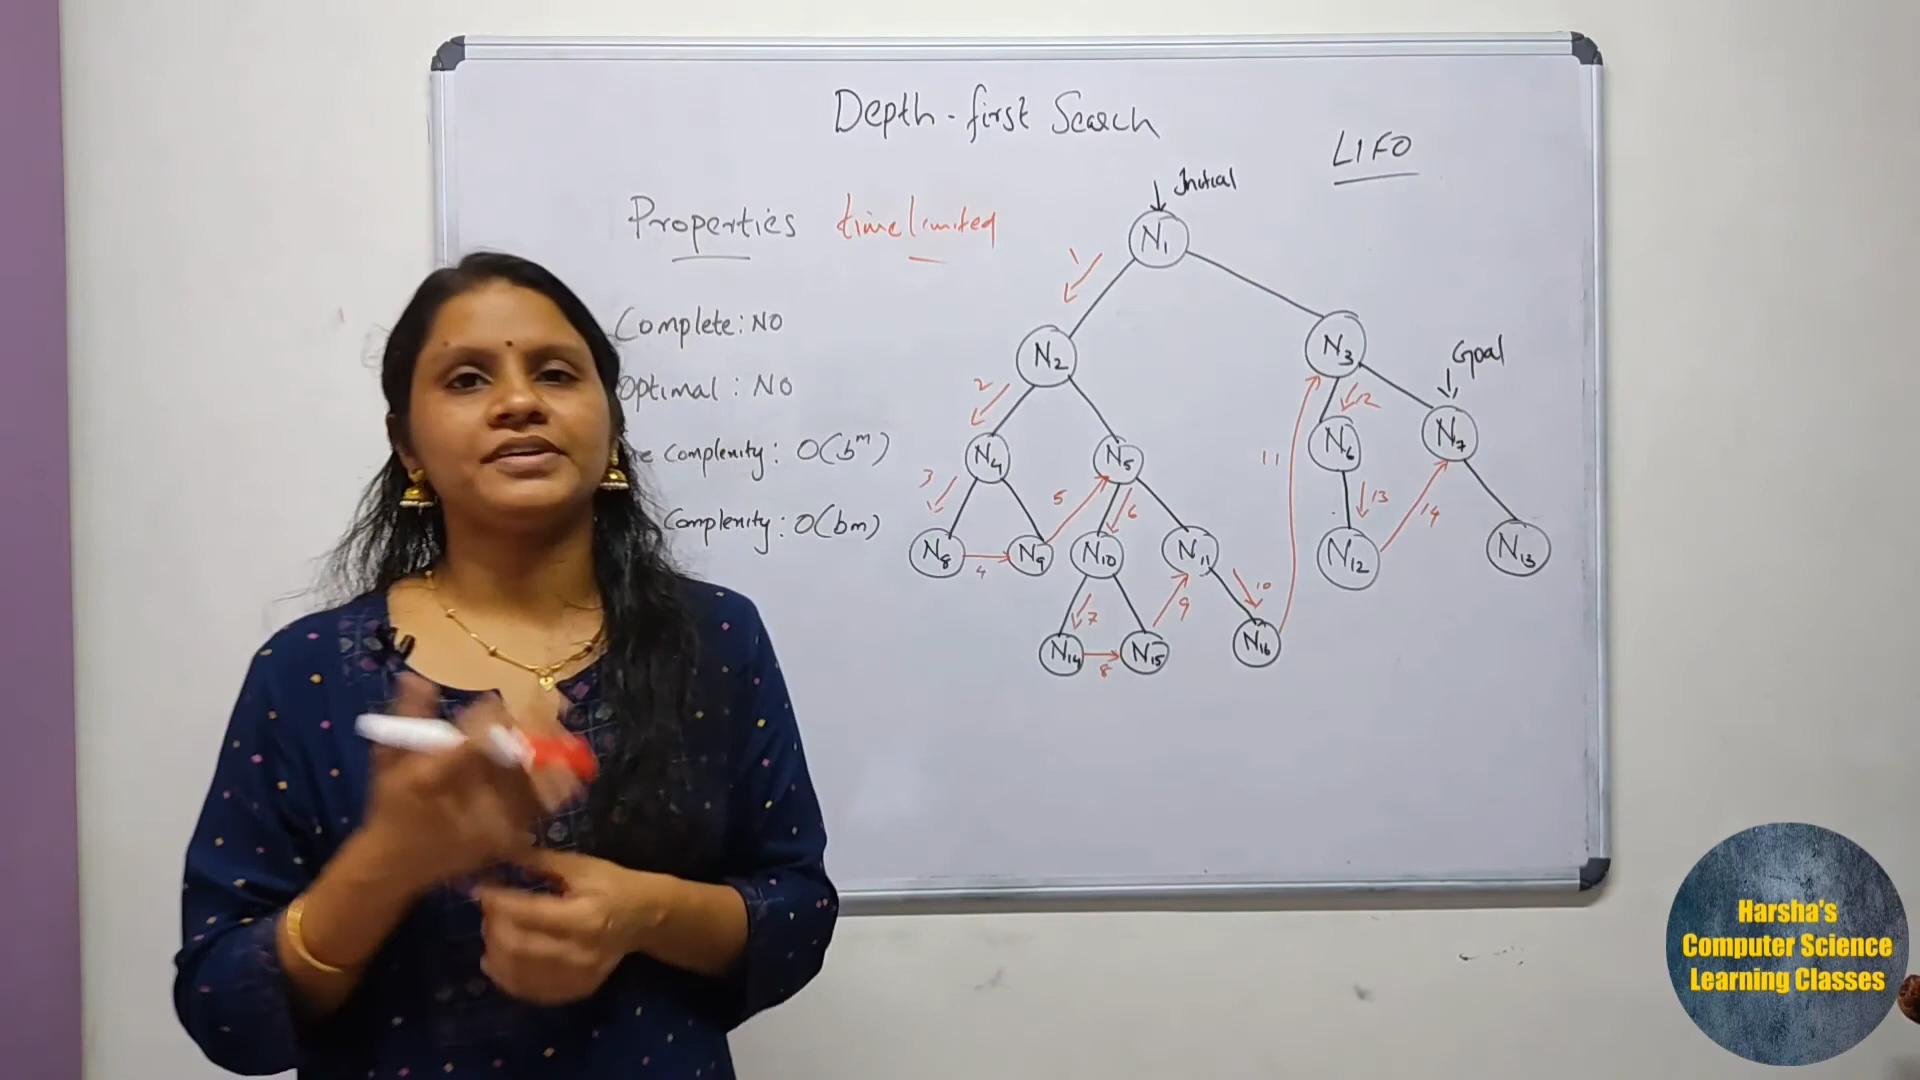 Depth-first Search
LIFO
Initial
Properties time limited
N1
1
Complete: NO
N2
N3
Goal
Optimal: NO
2
12
N4
N5
N6
N7
Complexity: O(b^m)
3
5
6
11
13
14
Complexity: O(bm)
N8
4
N9
N10
N11
N12
N13
7
9
10
N14
8
N15
N16
Harsha's
Computer Science
Learning Classes